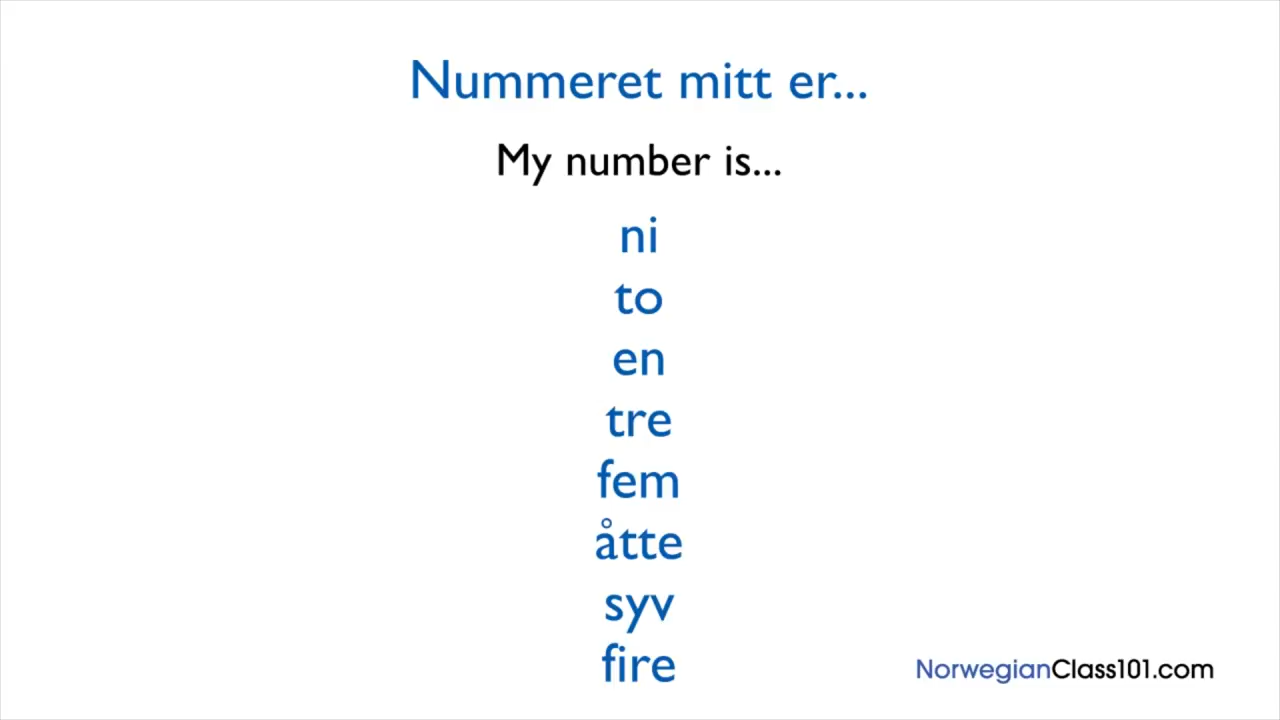 Nummeret mitt er...
My number is...
ni
to
en
tre
fem
åtte
syv
fire
NorwegianClass101.com